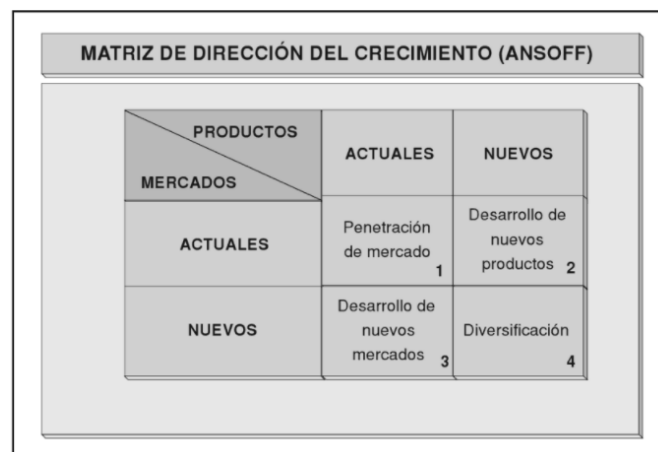 MATRIZ DE DIRECCIÓN DEL CRECIMIENTO (ANSOFF)
PRODUCTOS
MERCADOS
ACTUALES
NUEVOS
ACTUALES
Penetración
de mercado
1
Desarrollo de
nuevos
productos 2
NUEVOS
Desarrollo de
nuevos
mercados 3
Diversificación
4